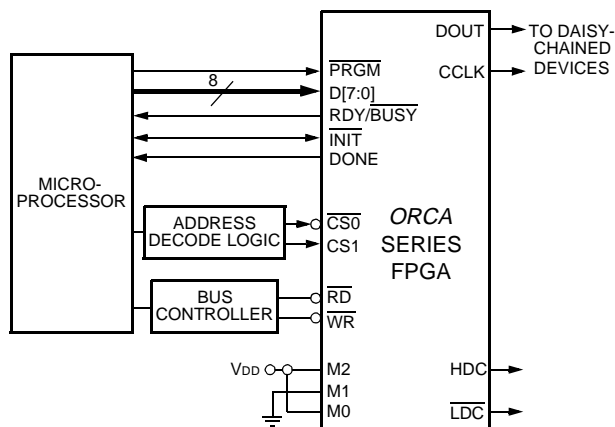 DOUT
TO DAISY-
CHAINED
DEVICES
CCLK
PRGM
8
D[7:0]
RDY/BUSY
INIT
DONE
MICRO-
PROCESSOR
ADDRESS
DECODE LOGIC
CS0
CS1
ORCA
SERIES
FPGA
BUS
CONTROLLER
RD
WR
VDD
M2
M1
M0
HDC
LDC